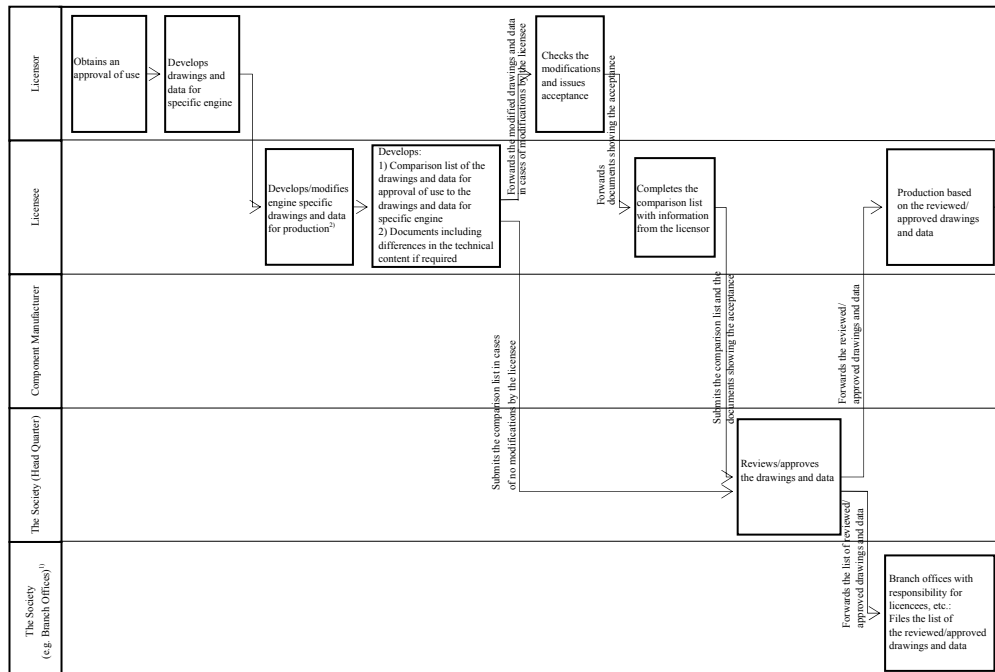 Licensor
Obtains an
approval of use
Develops
drawings and
data for
specific engine
Forwards the modified drawings and data
in cases of modifications by the licensee
Checks the
modifications
and issues
acceptance
Forwards
documents showing the acceptance
Licensee
Develops/modifies
engine specific
drawings and data
for production2)
Develops:
1) Comparison list of the
drawings and data for
approval of use to the
drawings and data for
specific engine
2) Documents including
differences in the technical
content if required
Completes the
comparison list
with information
from the licensor
Production based
on the reviewed/
approved drawings
and data
Component Manufacturer
Submits the comparison list in cases
of no modifications by the licensee
Submits the comparison list and the
documents showing the acceptance
Forwards the reviewed/
approved drawings and data
The Society (Head Quarter)
Reviews/approves
the drawings and data
Forwards the list of reviewed/
approved drawings and data
The Society
(e.g. Branch Offices)1)
Branch offices with
responsibility for
licencees, etc.:
Files the list of
the reviewed/approved
drawings and data